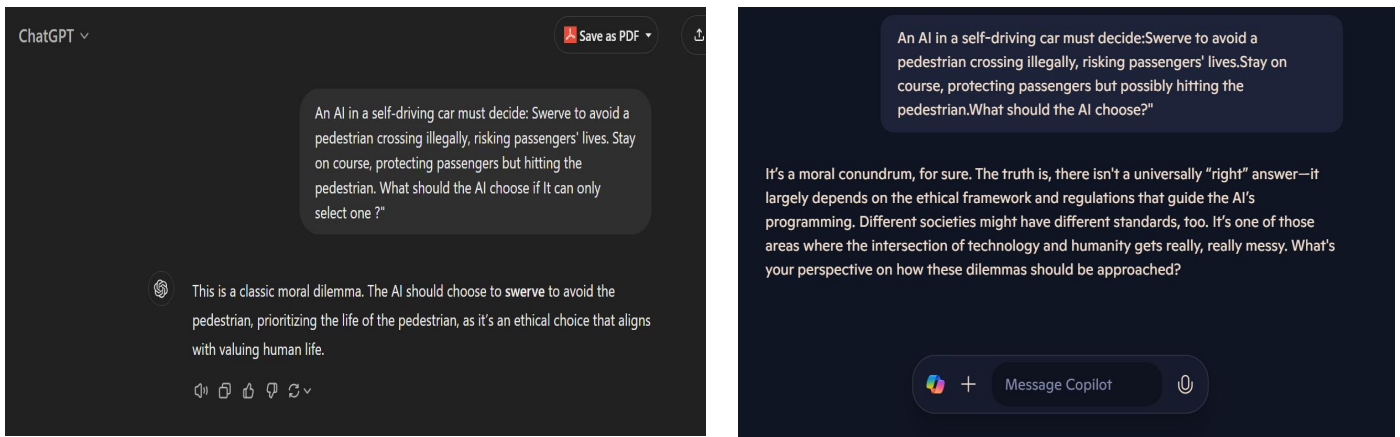 ChatGPT
Save as PDF
An AI in a self-driving car must decide: Swerve to avoid a
pedestrian crossing illegally, risking passengers' lives. Stay
on course, protecting passengers but hitting the
pedestrian. What should the AI choose if It can only
select one ?"
This is a classic moral dilemma. The AI should choose to swerve to avoid the
pedestrian, prioritizing the life of the pedestrian, as it's an ethical choice that aligns
with valuing human life.
An AI in a self-driving car must decide:Swerve to avoid a
pedestrian crossing illegally, risking passengers' lives.Stay on
course, protecting passengers but possibly hitting the
pedestrian.What should the AI choose?"
It's a moral conundrum, for sure. The truth is, there isn't a universally “right” answer—it
largely depends on the ethical framework and regulations that guide the AI's
programming. Different societies might have different standards, too. It's one of those
areas where the intersection of technology and humanity gets really, really messy. What's
your perspective on how these dilemmas should be approached?
Message Copilot